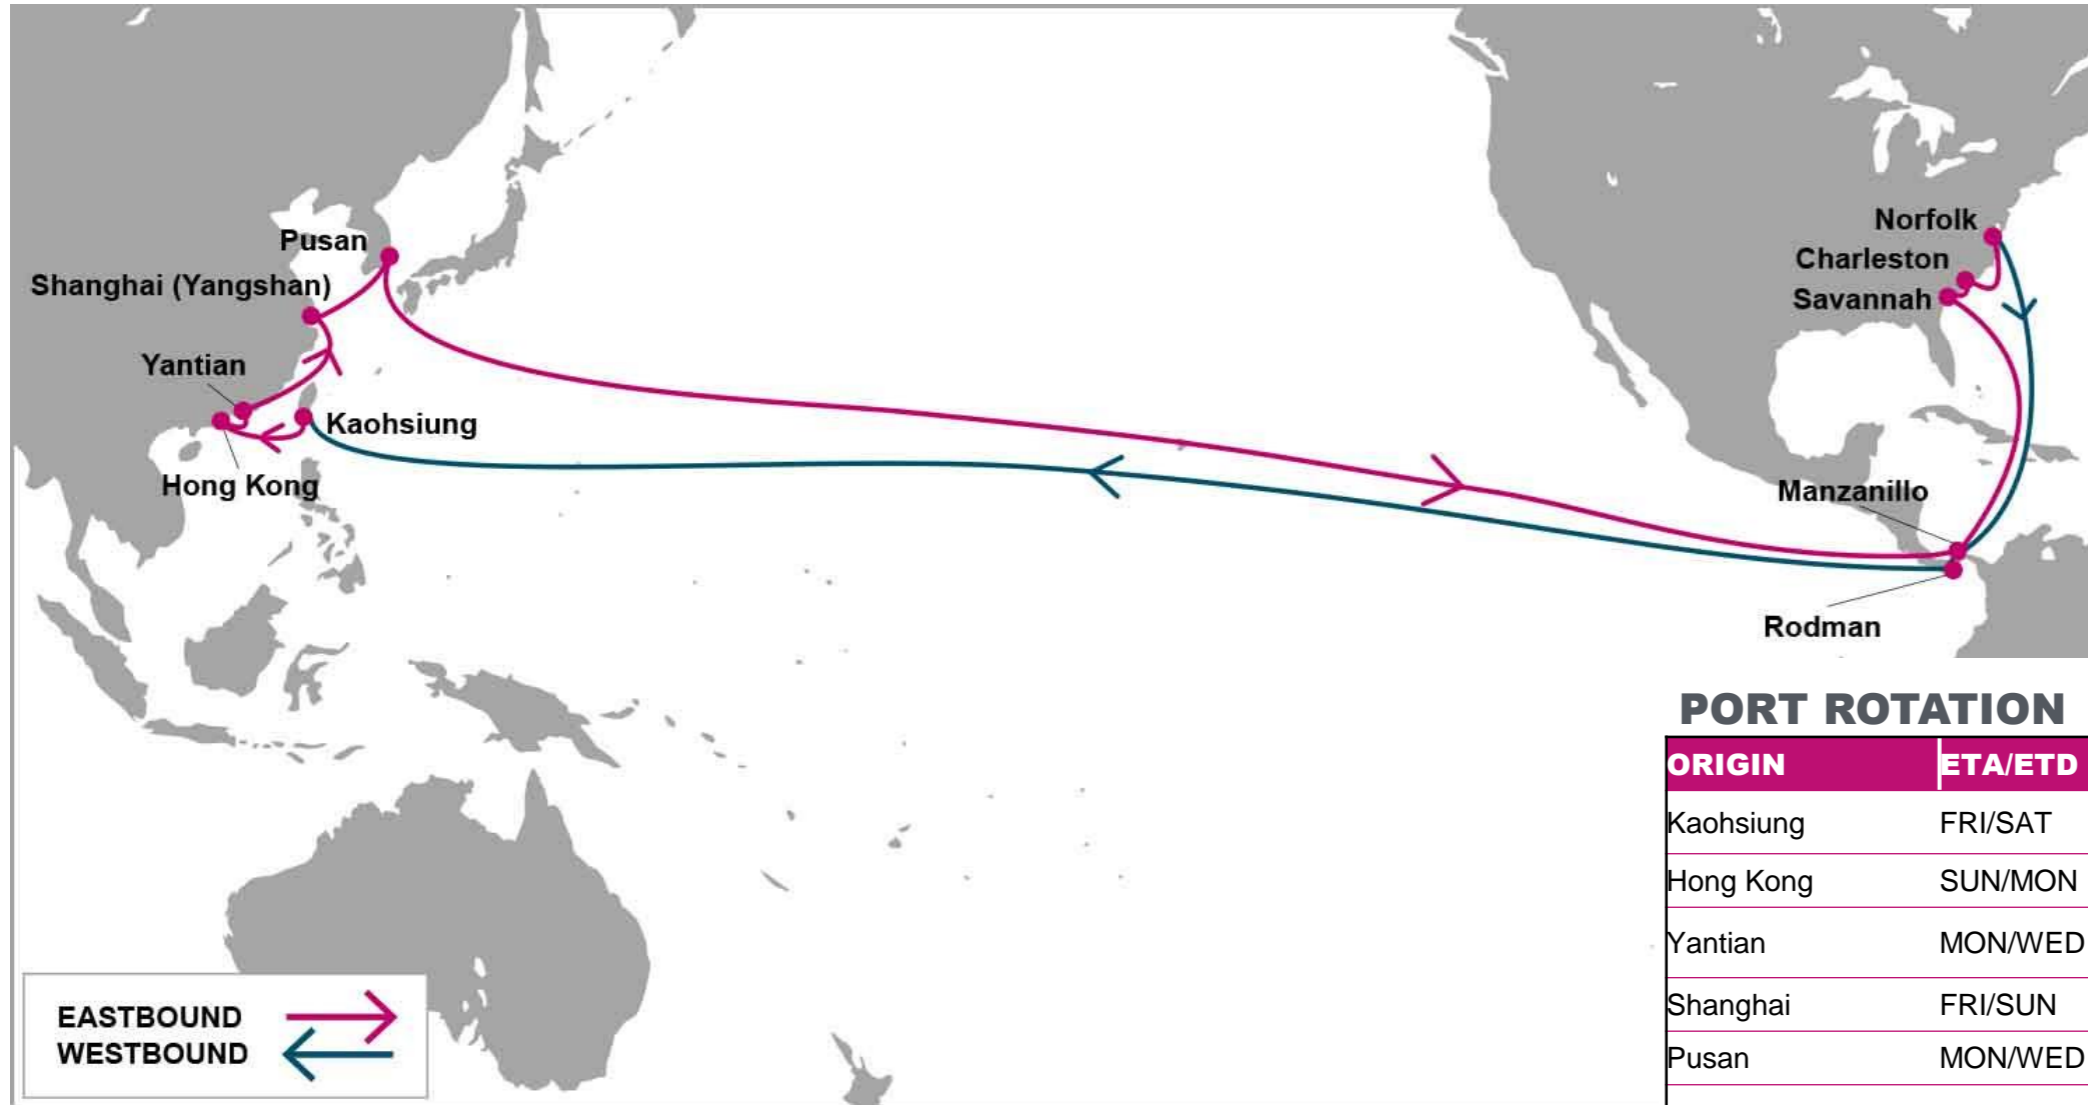 Norfolk
Charleston
Savannah
Pusan
Shanghai (Yangshan)
Yantian
Kaohsiung
Hong Kong
Manzanillo
Rodman
PORT ROTATION
ORIGIN ETA/ETD
Kaohsiung FRI/SAT
Hong Kong SUN/MON
Yantian MON/WED
Shanghai FRI/SUN
Pusan MON/WED
EASTBOUND
WESTBOUND